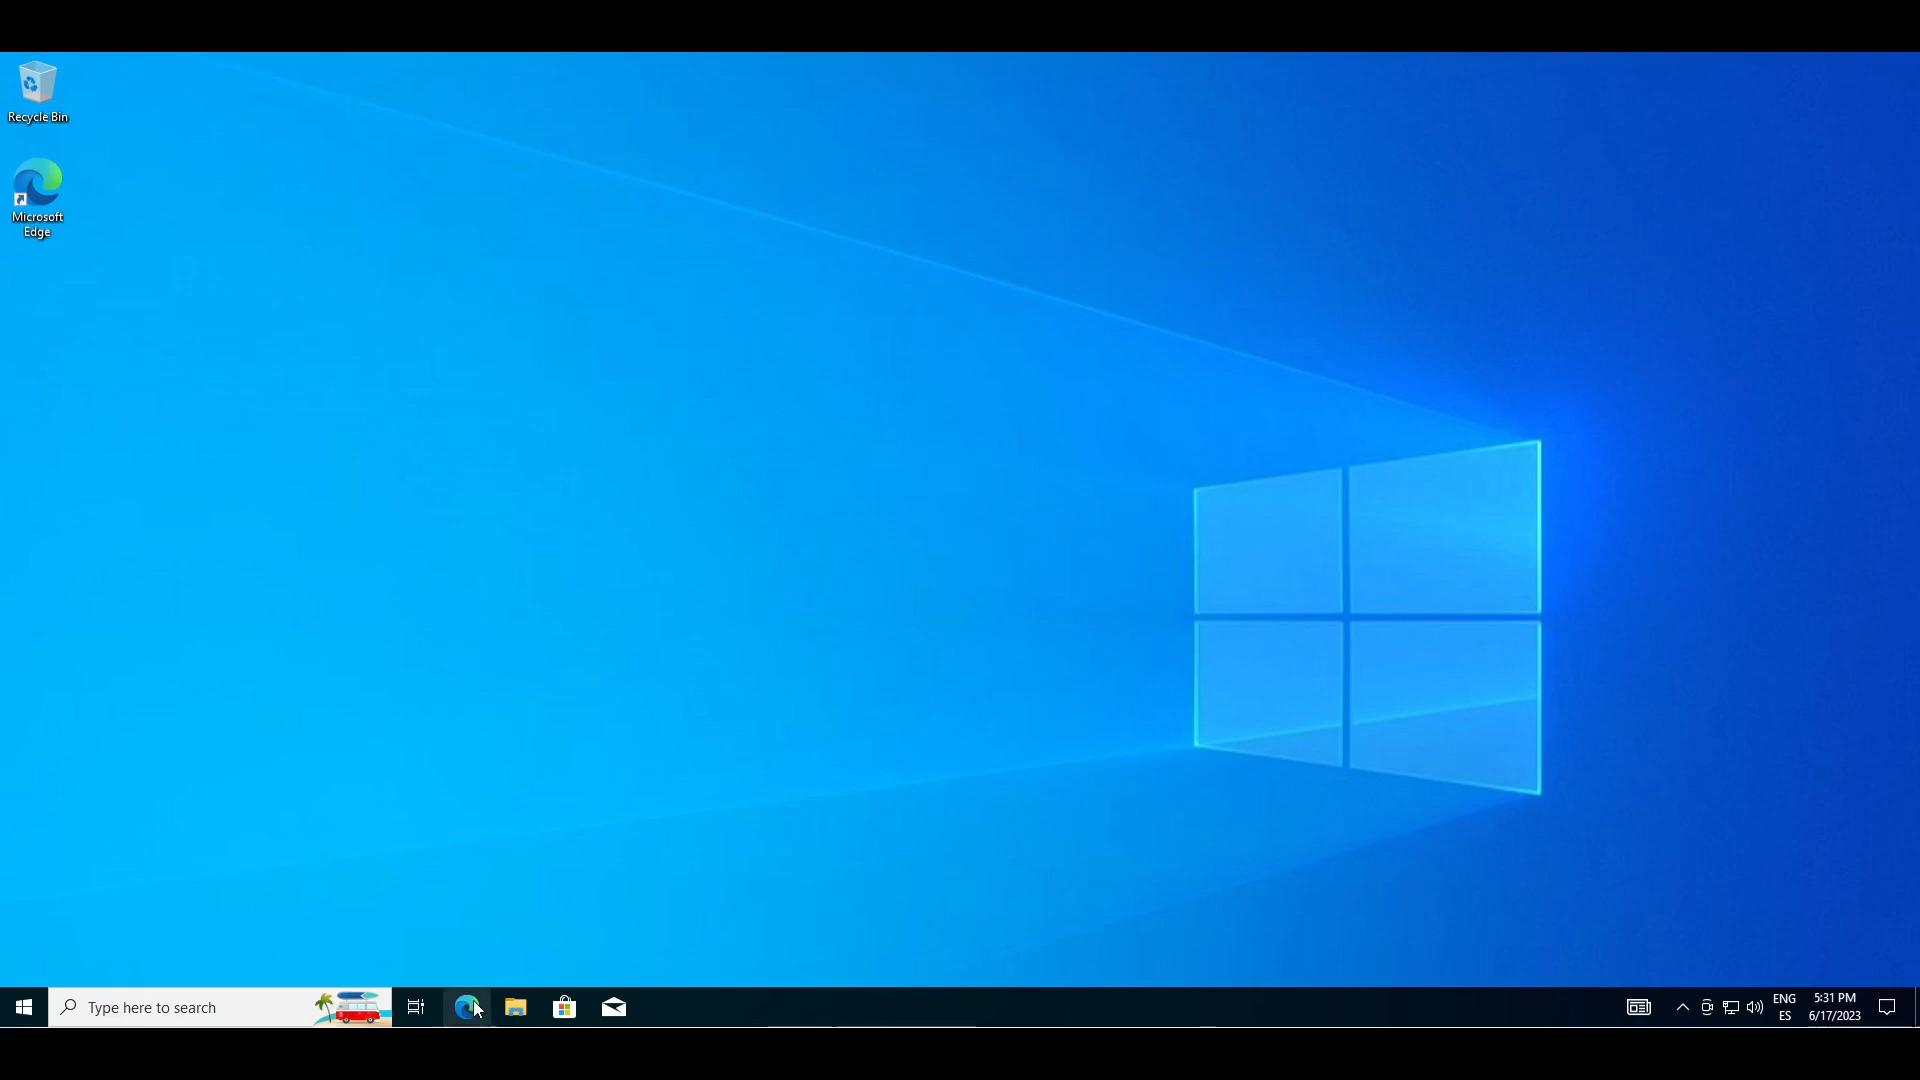 Recycle Bin
Microsoft
Edge
Type here to search
ENG
ES
5:31 PM
6/17/2023